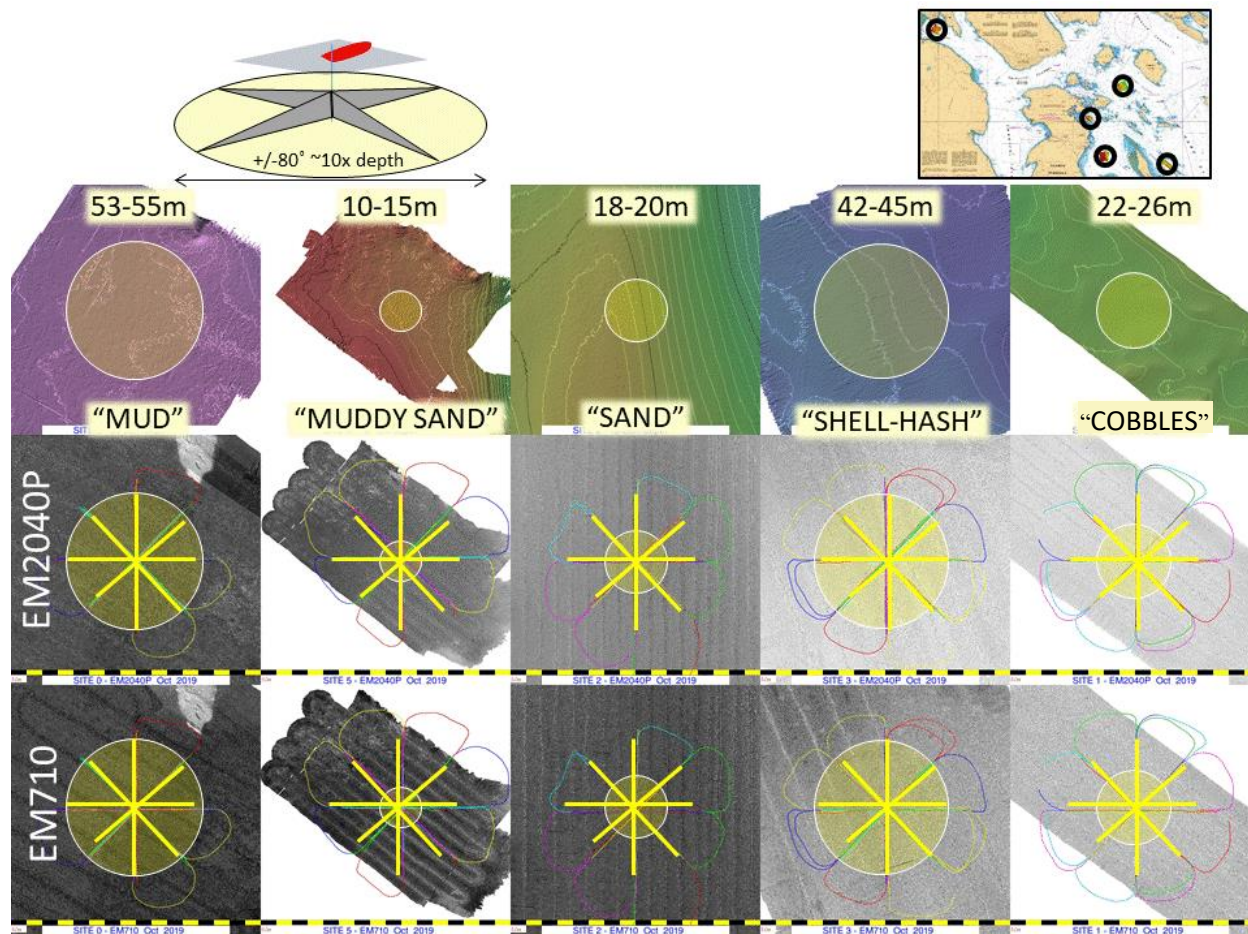 +/-80˚ ~10x depth
53-55m
10-15m
18-20m
42-45m
22-26m
“MUD”
“MUDDY SAND”
“SAND”
“SHELL-HASH”
“COBBLES”
EM2040P
SITE 0 - EM2040P Oct 2019
SITE 5 - EM2040P Oct 2019
SITE 2 - EM2040P Oct 2019
SITE 3 - EM2040P Oct 2019
SITE 1 - EM2040P Oct 2019
EM710
SITE 0 - EM710 Oct 2019
SITE 5 - EM710 Oct 2019
SITE 2 - EM710 Oct 2019
SITE 3 - EM710 Oct 2019
SITE 1 - EM710 Oct 2019